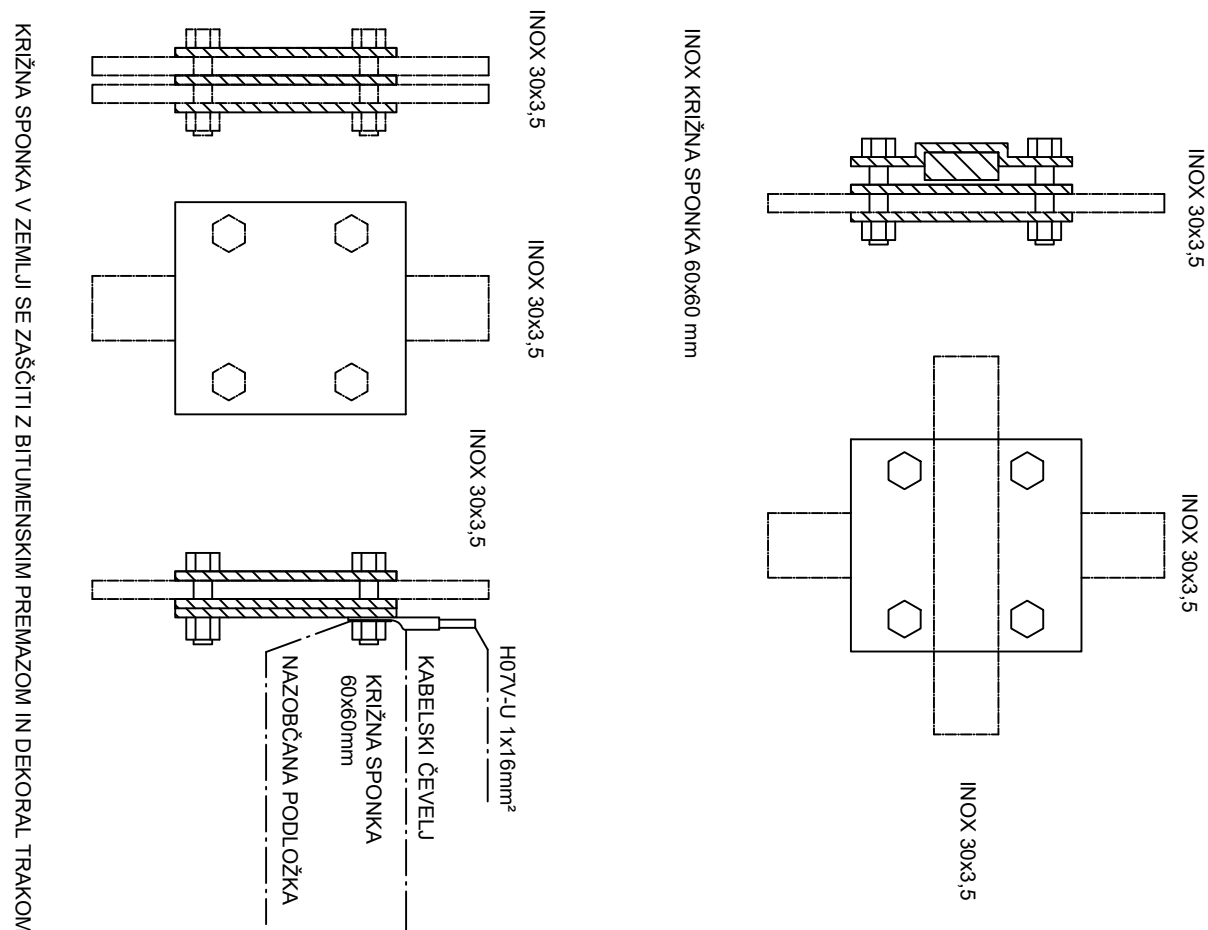 INOX 30x3,5
INOX 30x3,5
INOX 30x3,5
INOX KRIŽNA SPONKA 60x60 mm
INOX 30x3,5
INOX 30x3,5
INOX 30x3,5
H07V-U 1x16mm²
KABELSKI ČEVELJ
KRIŽNA SPONKA
60x60mm
NAZOBČANA PODLOŽKA
KRIŽNA SPONKA V ZEMLJI SE ZAŠČITI Z BITUMENSKIM PREMAZOM IN DEKORAL TRAKOM